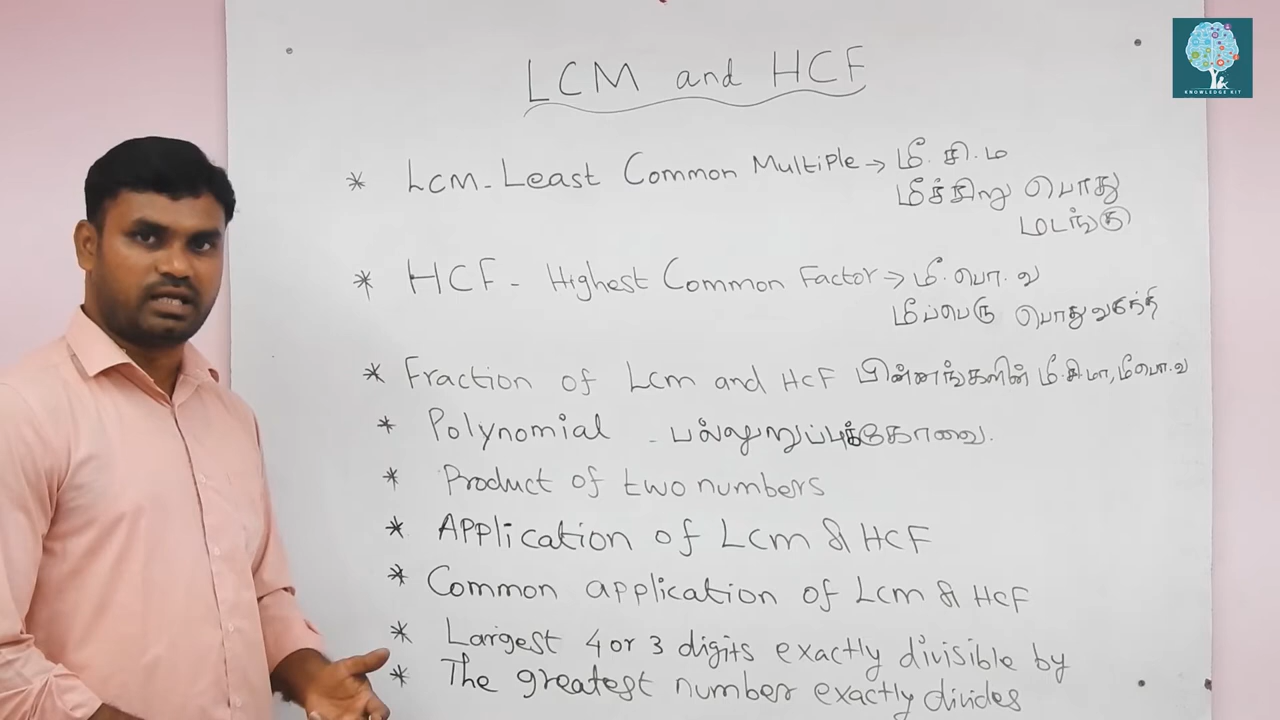 LCM and HCF
* Lcm - Least Common Multiple → மீ. சி. ம
மீச்சிறு பொது
மடங்கு
* HCF - Highest Common Factor → மீ. பொ. வ
மீப்பெரு பொது வகுத்தி
* Fraction of Lcm and HCF பின்னங்களின் மீ.சிமா, மீபொ.வ
* Polynomial - பல்லுறுப்புக்கோவை.
* Product of two numbers
* Application of Lcm & HCF
* Common application of Lcm & HCF
* Largest 4 or 3 digits exactly divisible by
* The greatest number exactly divides
KNOWLEDGE KIT